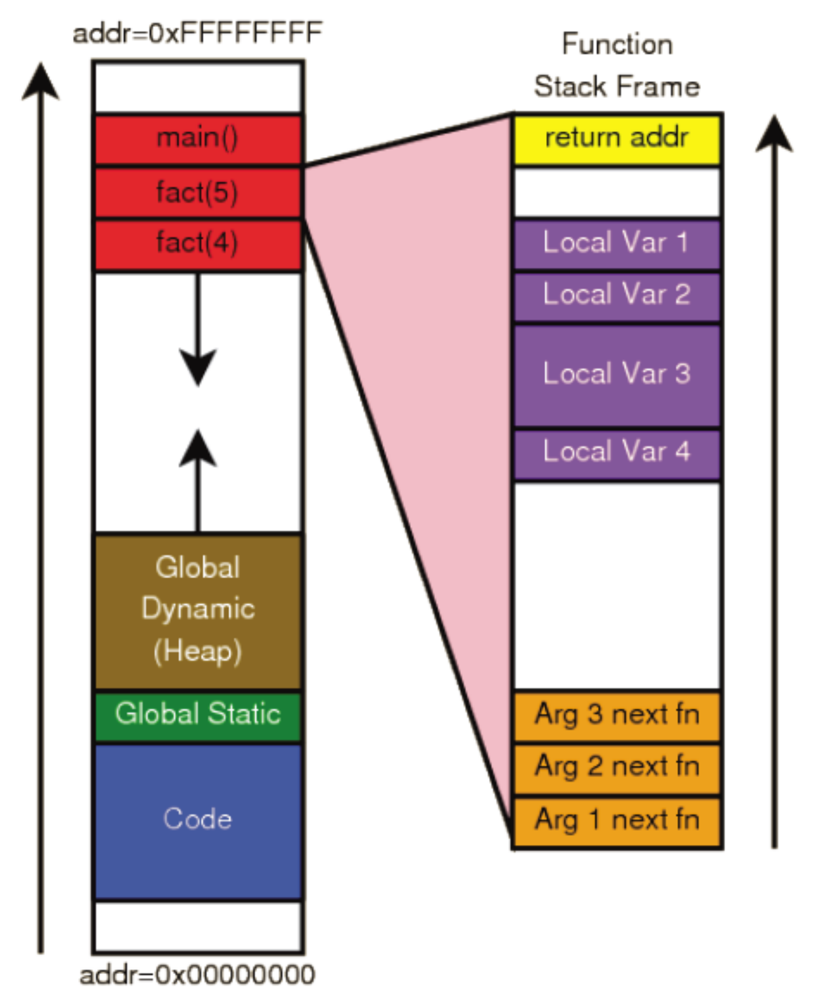 addr=0xFFFFFFFF
main()
fact(5)
fact(4)
Global
Dynamic
(Heap)
Global Static
Code
addr=0x00000000
Function
Stack Frame
return addr
Local Var 1
Local Var 2
Local Var 3
Local Var 4
Arg 3 next fn
Arg 2 next fn
Arg 1 next fn